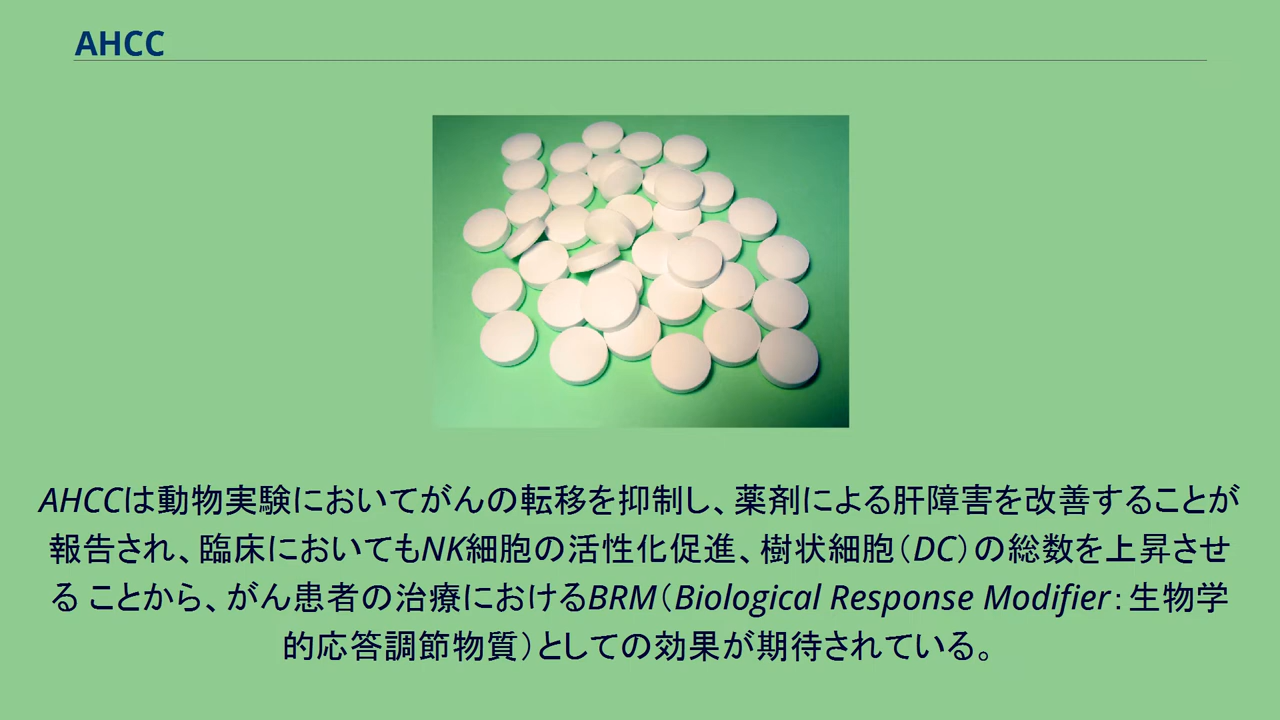 AHCC
AHCCは動物実験においてがんの転移を抑制し、薬剤による肝障害を改善することが
報告され、臨床においてもNK細胞の活性化促進、樹状細胞（DC）の総数を上昇させ
る ことから、がん患者の治療におけるBRM（Biological Response Modifier：生物学
的応答調節物質）としての効果が期待されている。